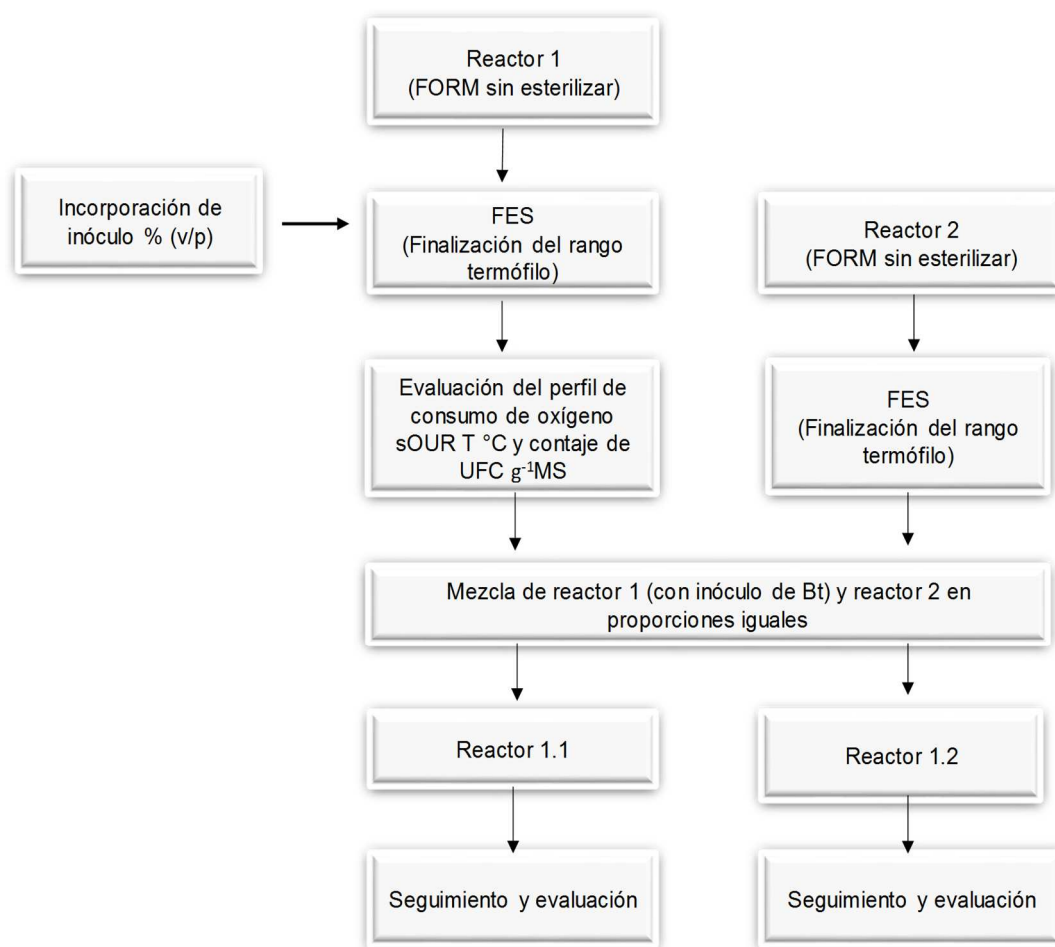 Reactor 1
(FORM sin esterilizar)
Incorporación de
inóculo % (v/p)
FES
(Finalización del rango
termófilo)
Reactor 2
(FORM sin esterilizar)
Evaluación del perfil de
consumo de oxígeno
sOUR T °C y contaje de
UFC g⁻¹MS
FES
(Finalización del rango
termófilo)
Mezcla de reactor 1 (con inóculo de Bt) y reactor 2 en
proporciones iguales
Reactor 1.1
Reactor 1.2
Seguimiento y evaluación
Seguimiento y evaluación